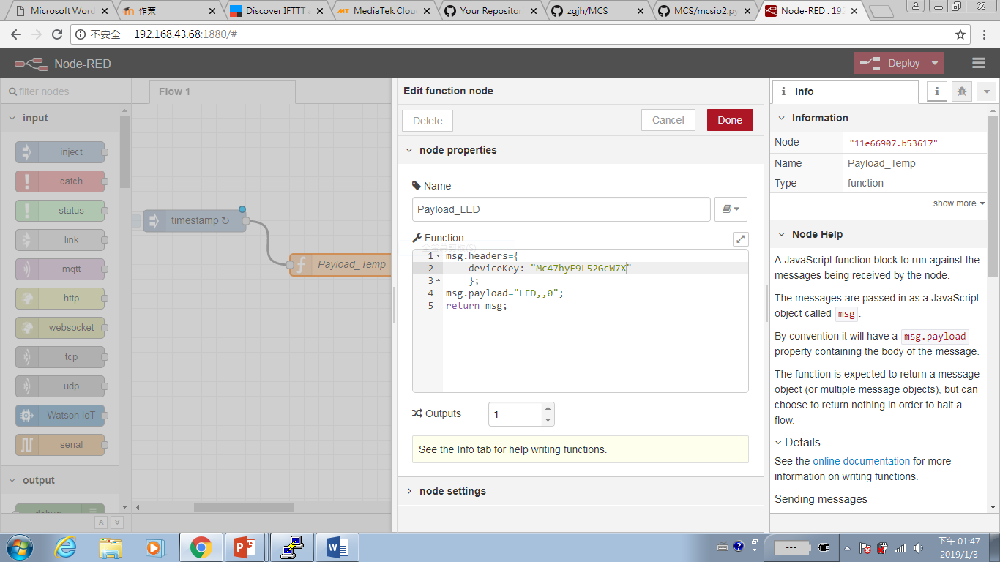 Microsoft Word
作業
Discover IFTTT a
MediaTek Clou
Your Repositor
zgjh/MCS
MCS/mcsio2.py
Node-RED : 192
不安全
192.168.43.68:1880/#
Node-RED
Deploy
filter nodes
Flow 1
input
inject
catch
status
link
mqtt
http
websocket
tcp
udp
Watson IoT
serial
output
debug
timestamp ↻
Payload_Temp
Edit function node
Delete
Cancel
Done
node properties
Name
Payload_LED
Function
1 msg.headers={
2 deviceKey: "Mc47hyE9L52GcW7X"
3 };
4 msg.payload="LED,,0";
5 return msg;
Outputs
1
See the Info tab for help writing functions.
node settings
info
Information
Node "11e66907.b53617"
Name Payload_Temp
Type function
show more
Node Help
A JavaScript function block to run against the
messages being received by the node.
The messages are passed in as a JavaScript
object called msg .
By convention it will have a msg.payload
property containing the body of the message.
The function is expected to return a message
object (or multiple message objects), but can
choose to return nothing in order to halt a
flow.
Details
See the online documentation for more
information on writing functions.
Sending messages
---
下午 01:47
2019/1/3